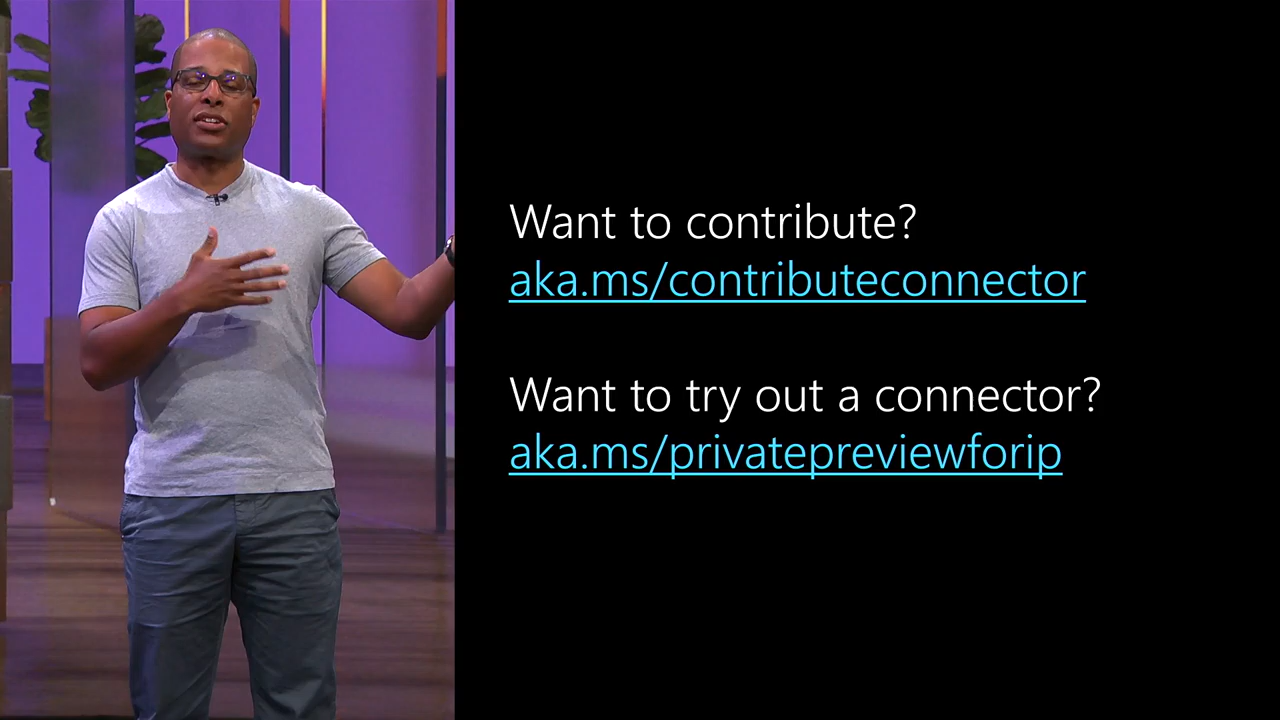 Want to contribute?
aka.ms/contributeconnector
Want to try out a connector?
aka.ms/privatepreviewforip